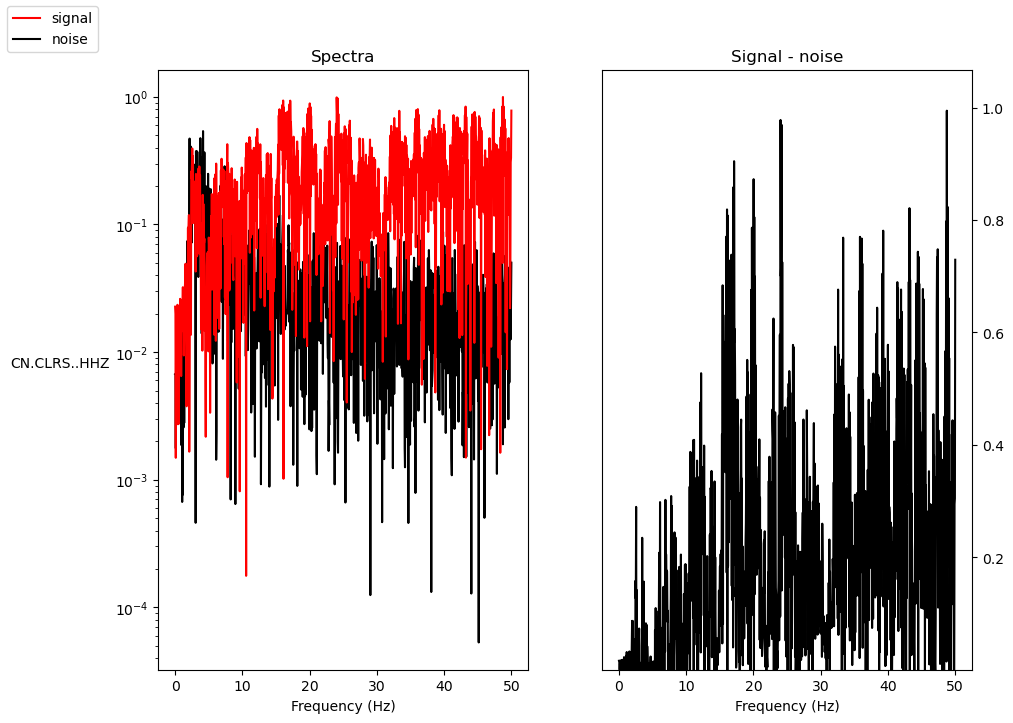 signal
noise
Spectra
Signal - noise
CN.CLRS..HHZ
10⁰
10⁻¹
10⁻²
10⁻³
10⁻⁴
0 10 20 30 40 50
Frequency (Hz)
1.0
0.8
0.6
0.4
0.2
0 10 20 30 40 50
Frequency (Hz)